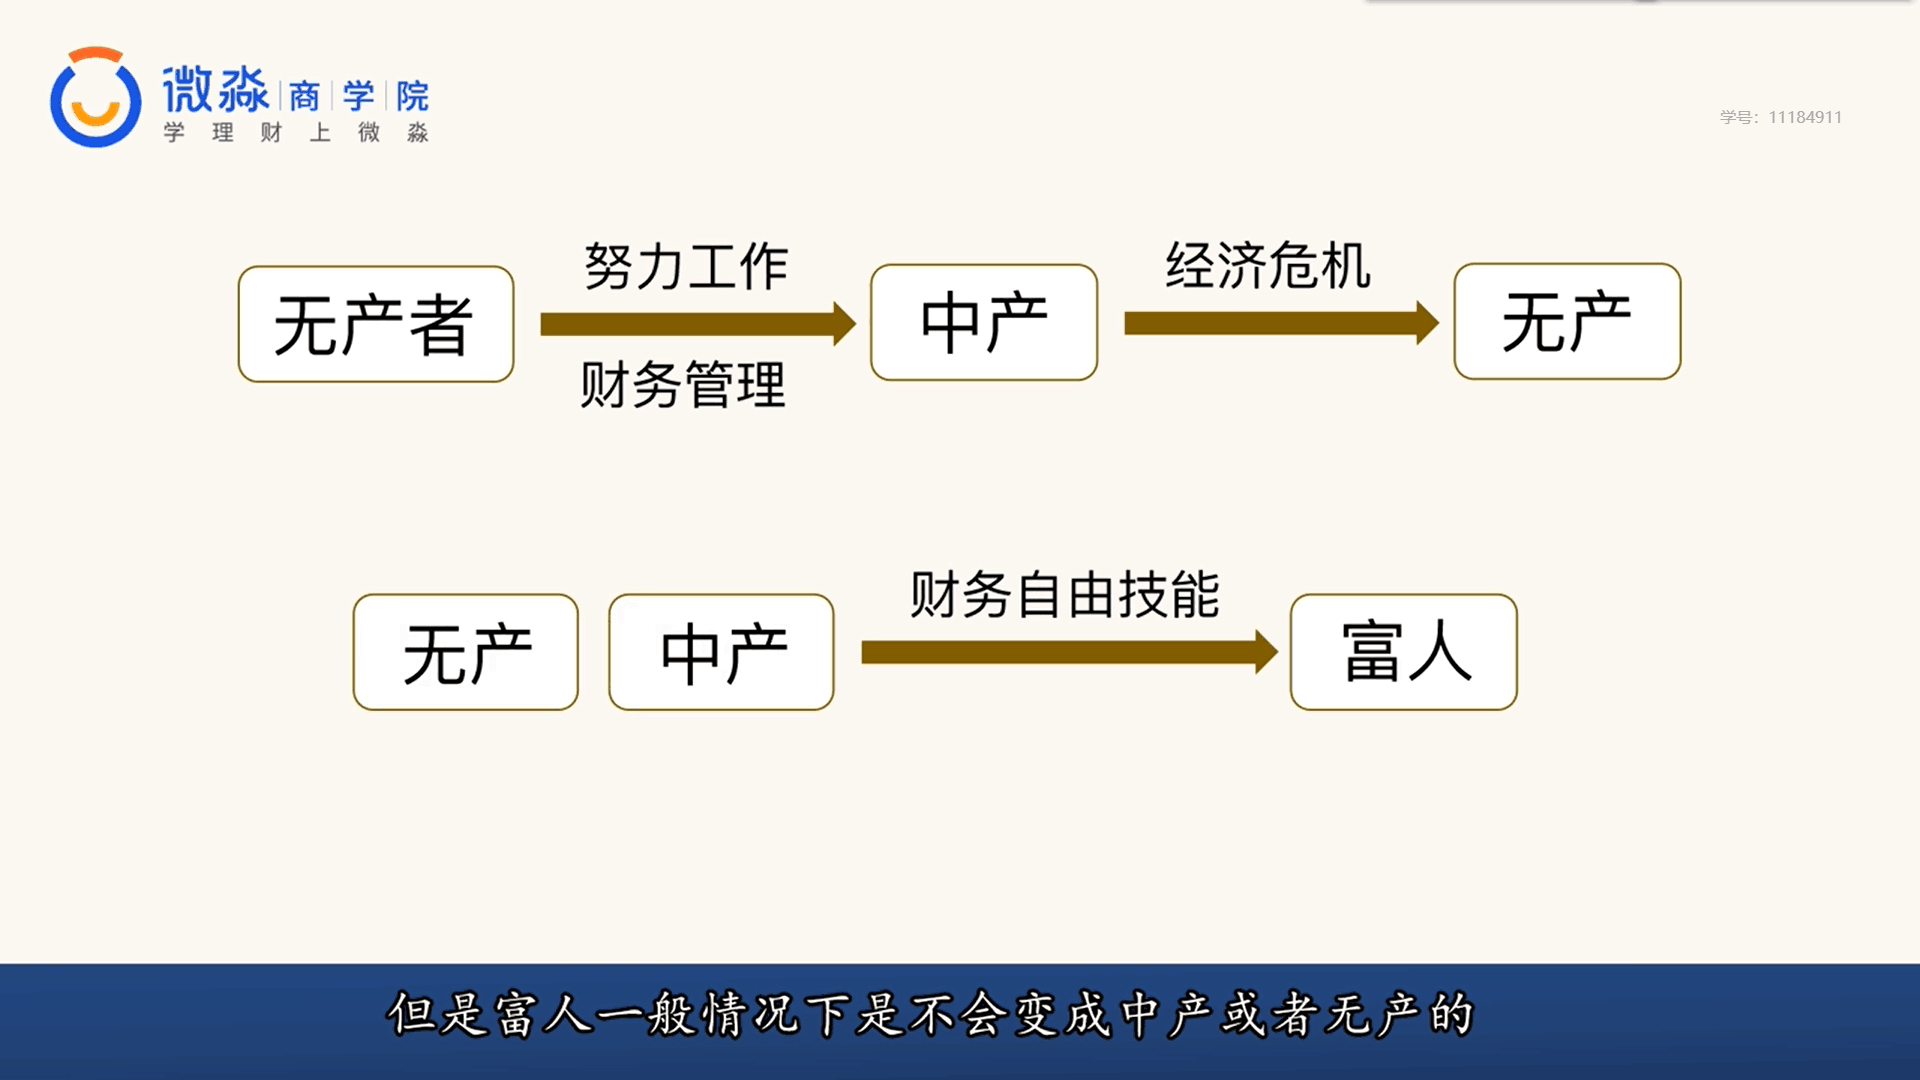 微淼商学院
学理财上微淼
学号：11184911
努力工作
经济危机
无产者
中产
无产
财务管理
财务自由技能
无产
中产
富人
但是富人一般情况下是不会变成中产或者无产的